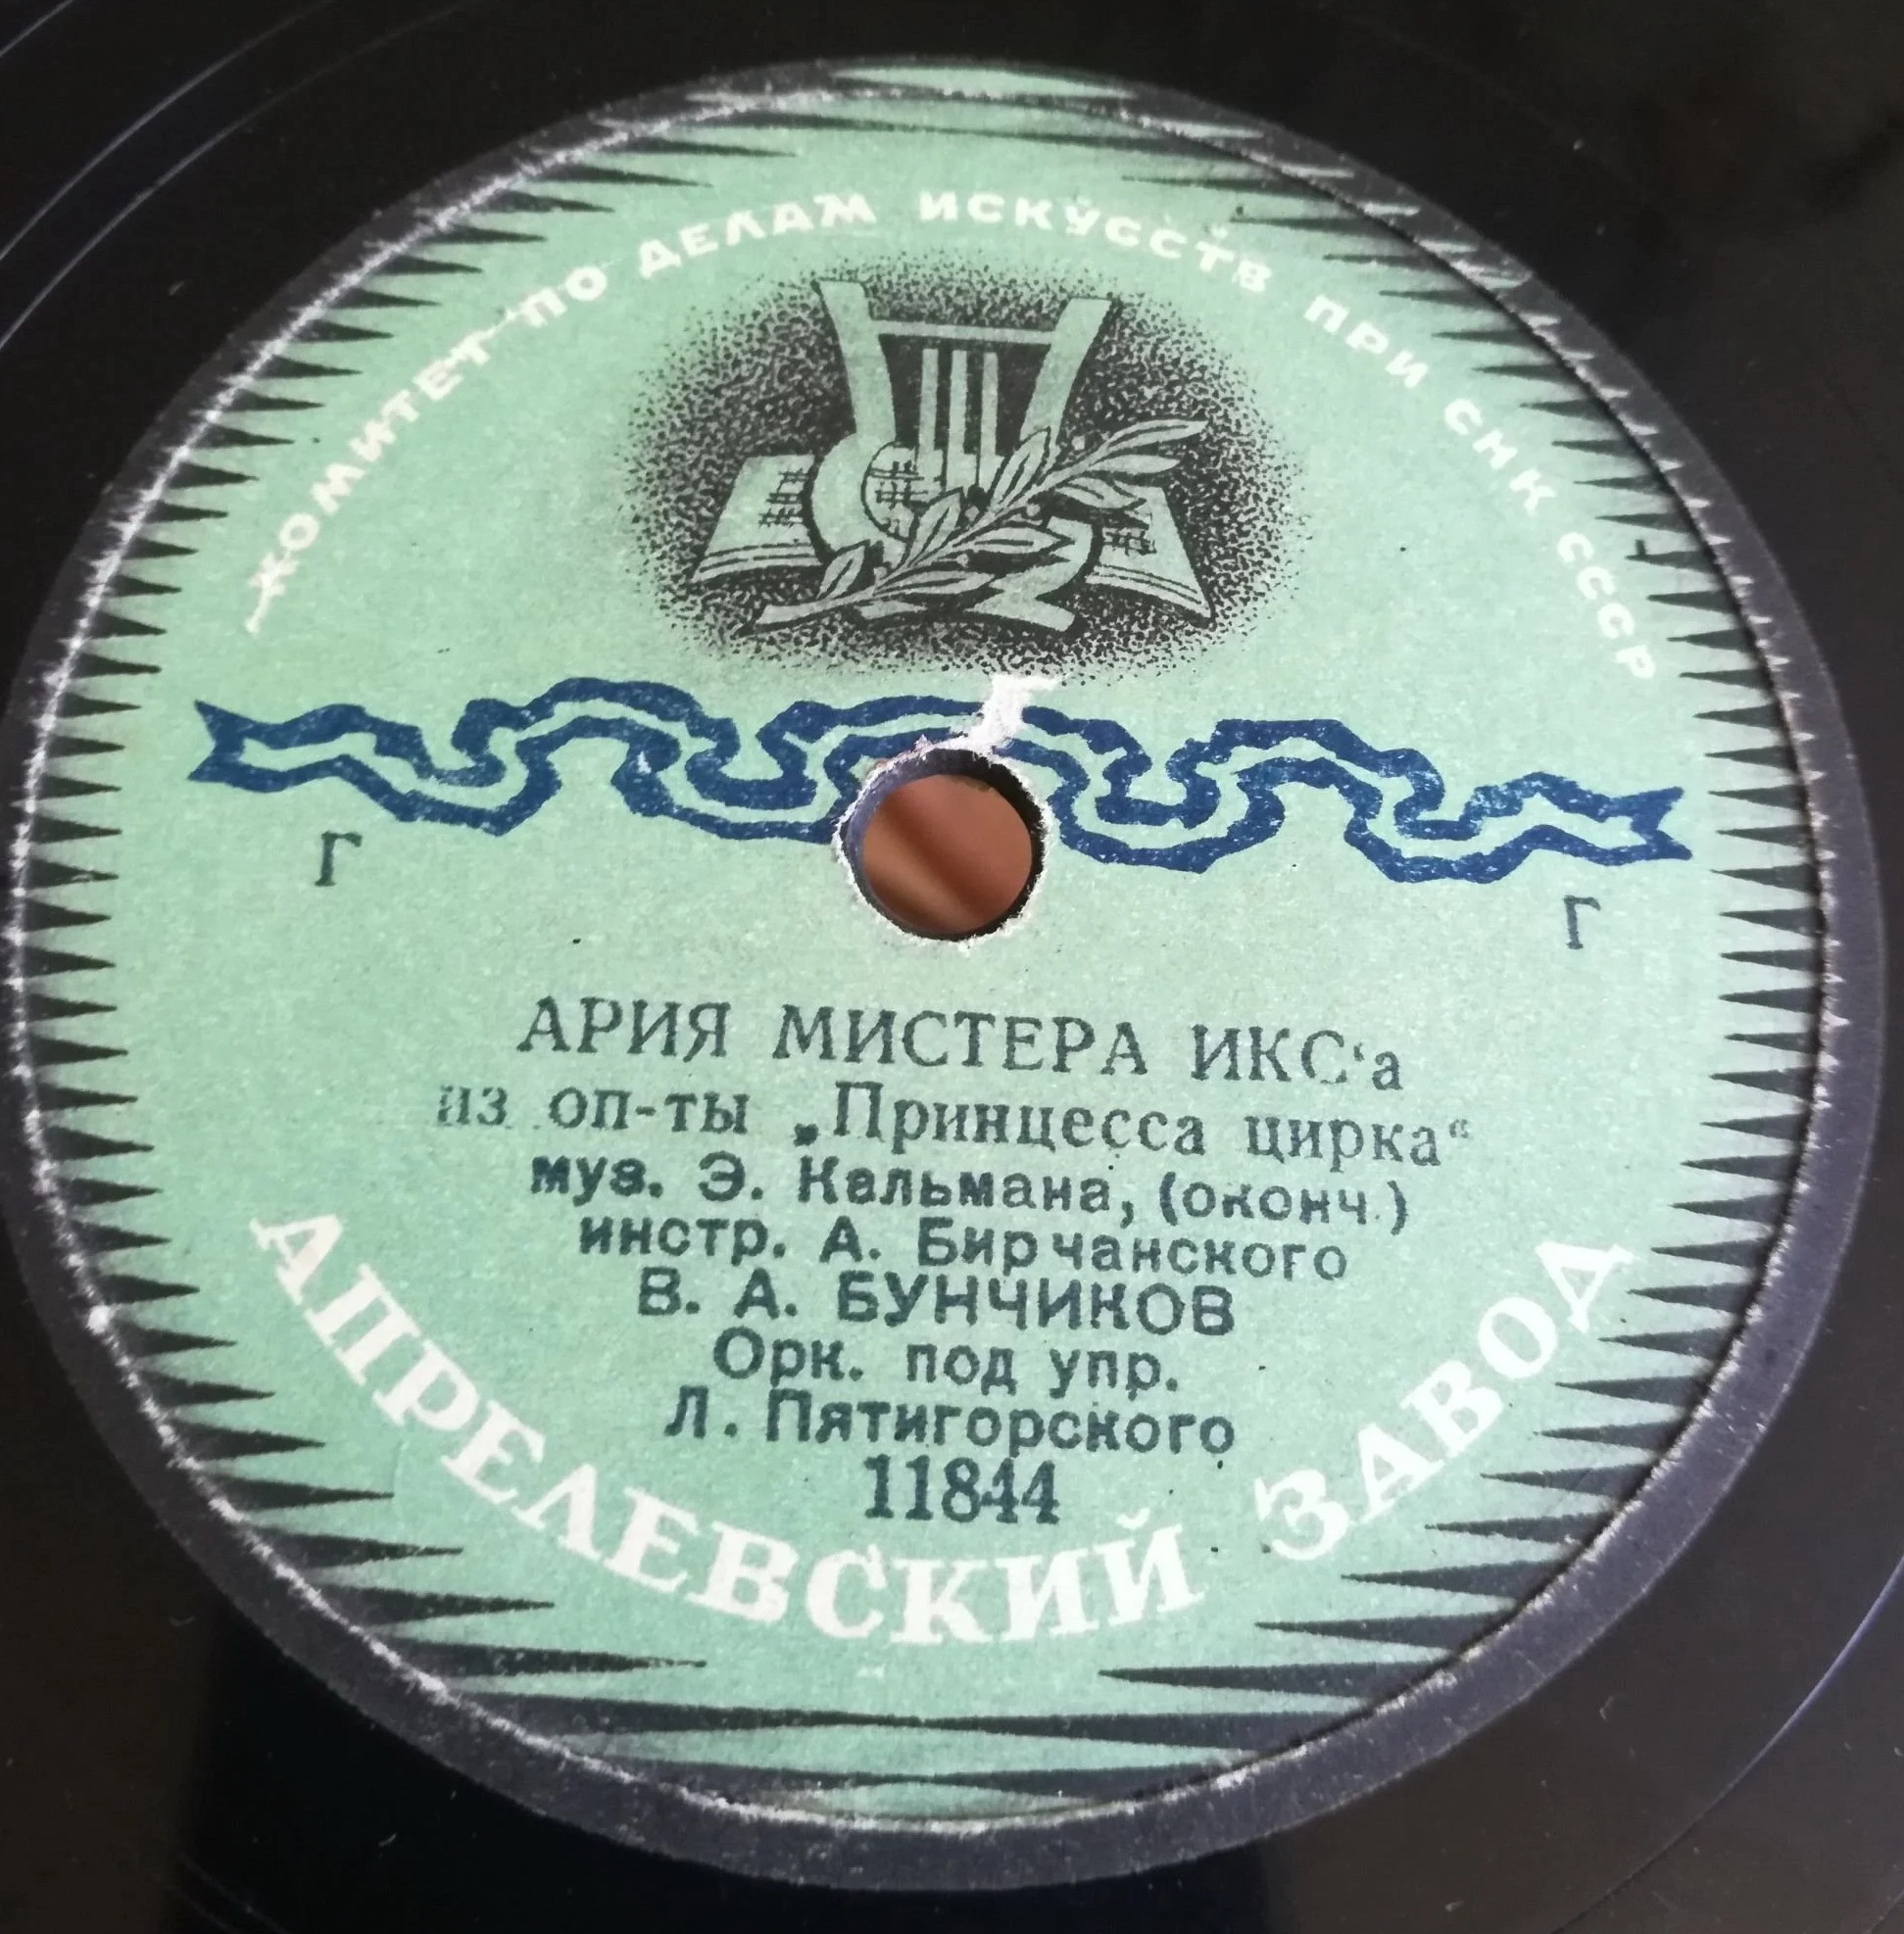 КОМИТЕТ ПО ДЕЛАМ ИСКУССТВ ПРИ СНК СССР
Г
Г
АРИЯ МИСТЕРА ИКС‘а
из оп-ты „Принцесса цирка“
муз. Э. Кальмана, (оконч.)
инстр. А. Бирчанского
В. А. БУНЧИКОВ
Орк. под упр.
Л. Пятигорского
11844
АПРЕЛЕВСКИЙ ЗАВОД